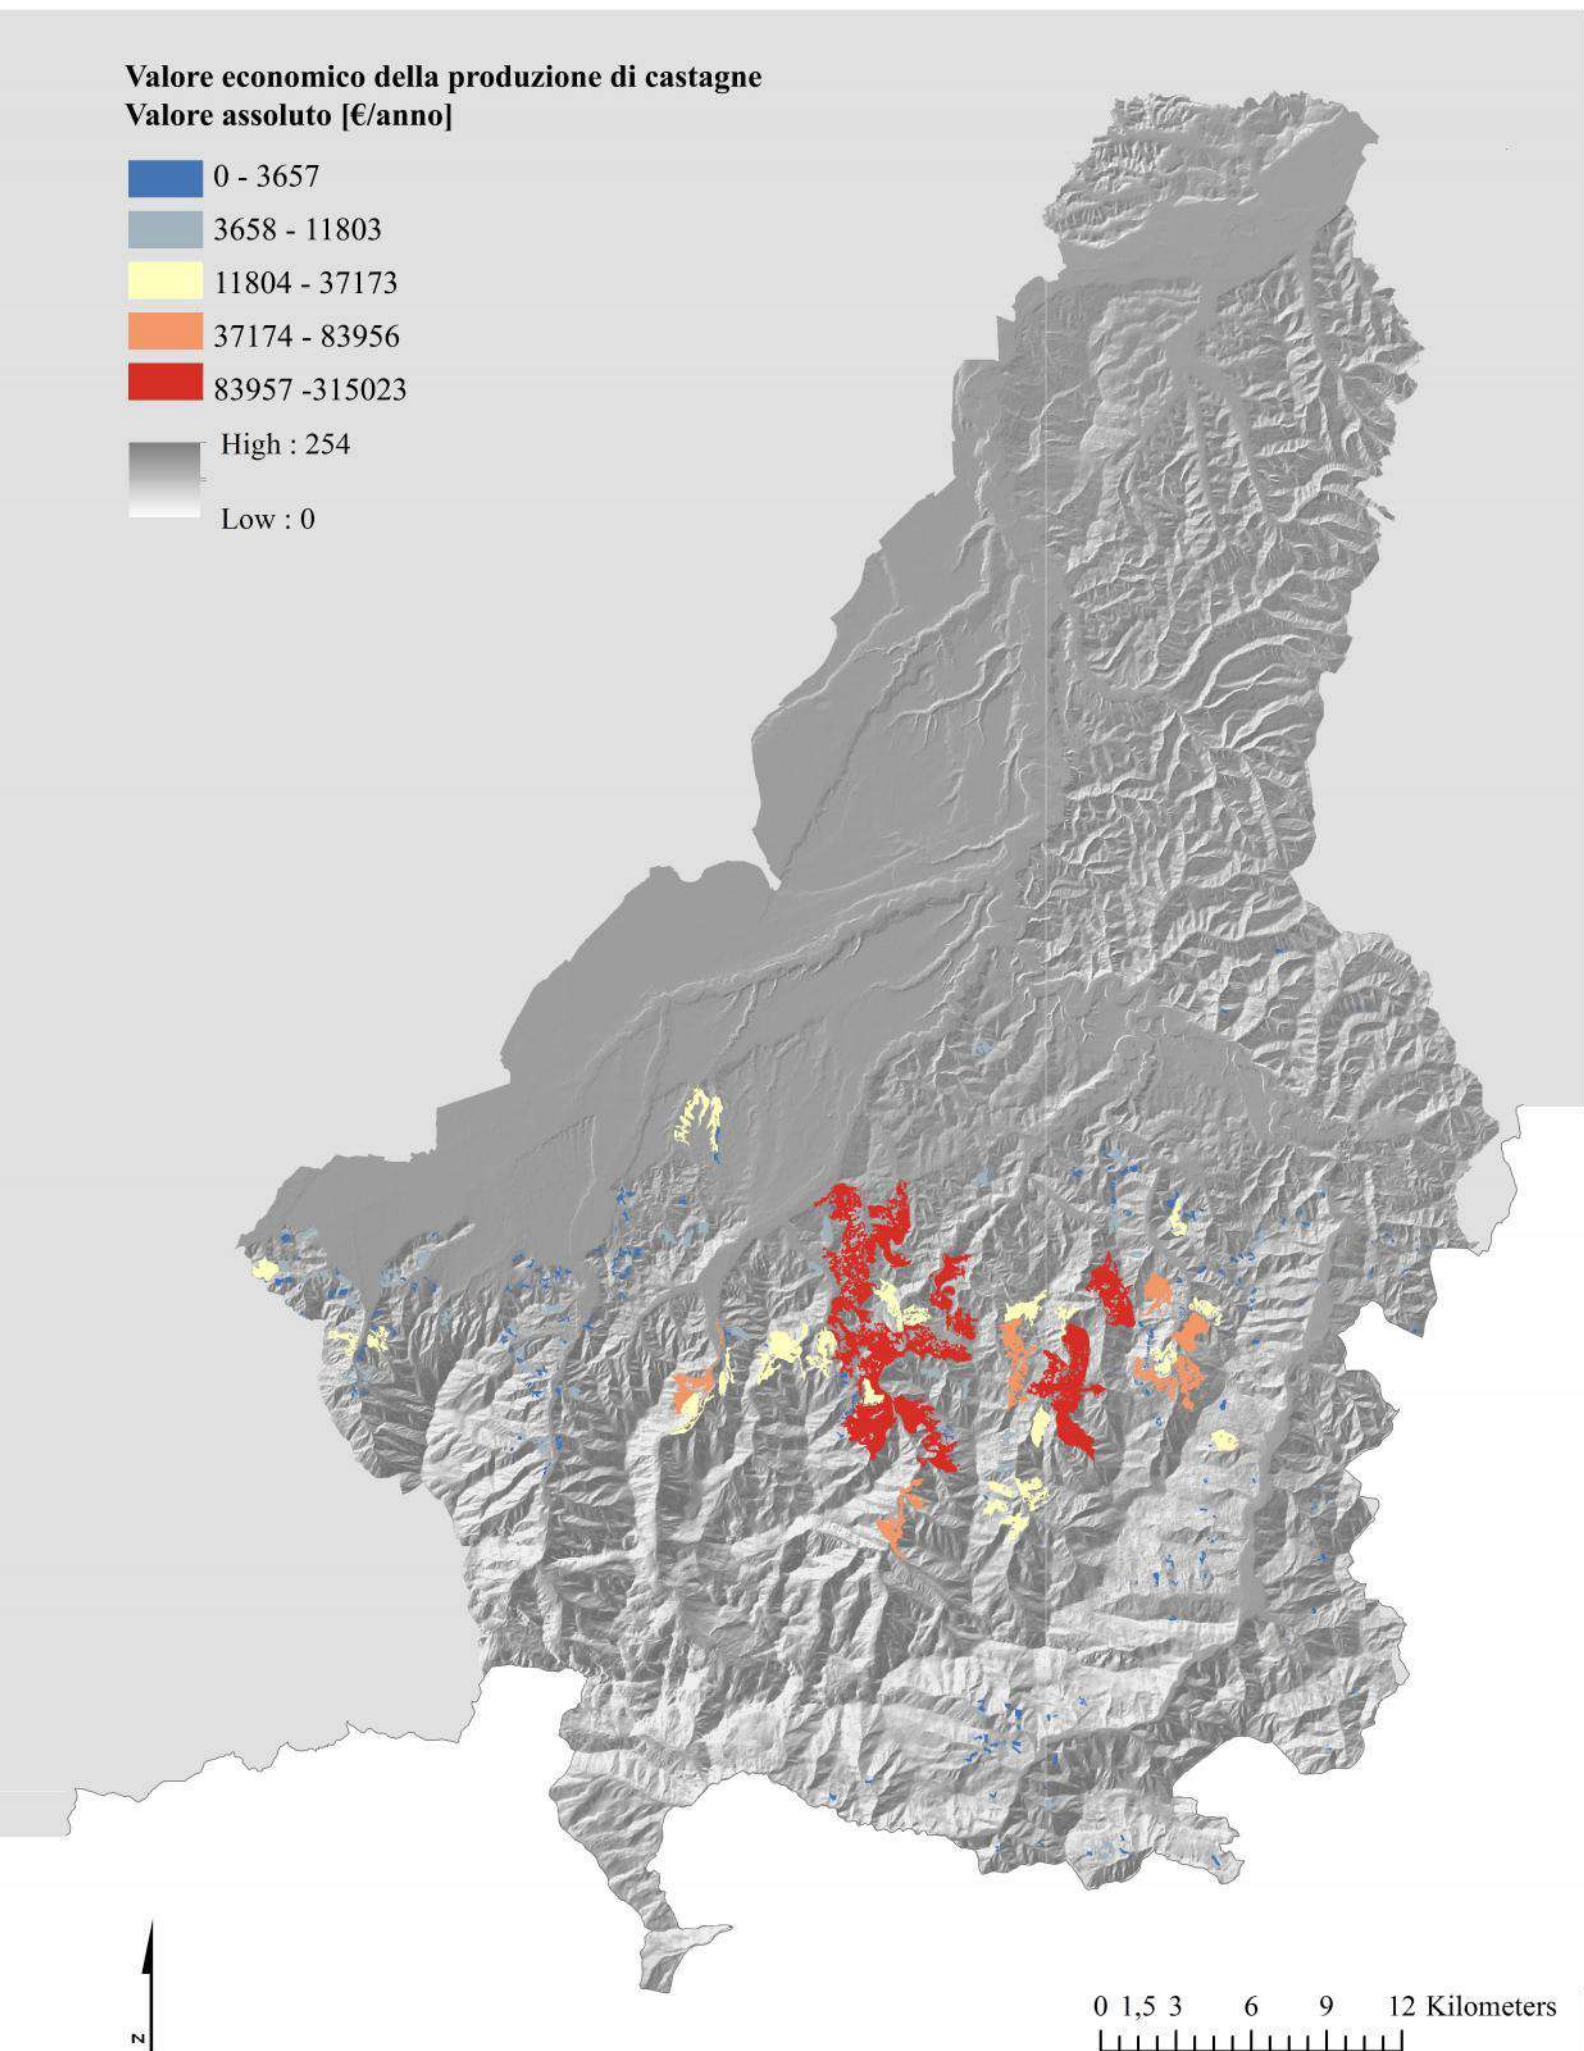 Valore economico della produzione di castagne
Valore assoluto [€/anno]
0 - 3657
3658 - 11803
11804 - 37173
37174 - 83956
83957 -315023
High : 254
Low : 0
0 1,5 3 6 9 12 Kilometers
N